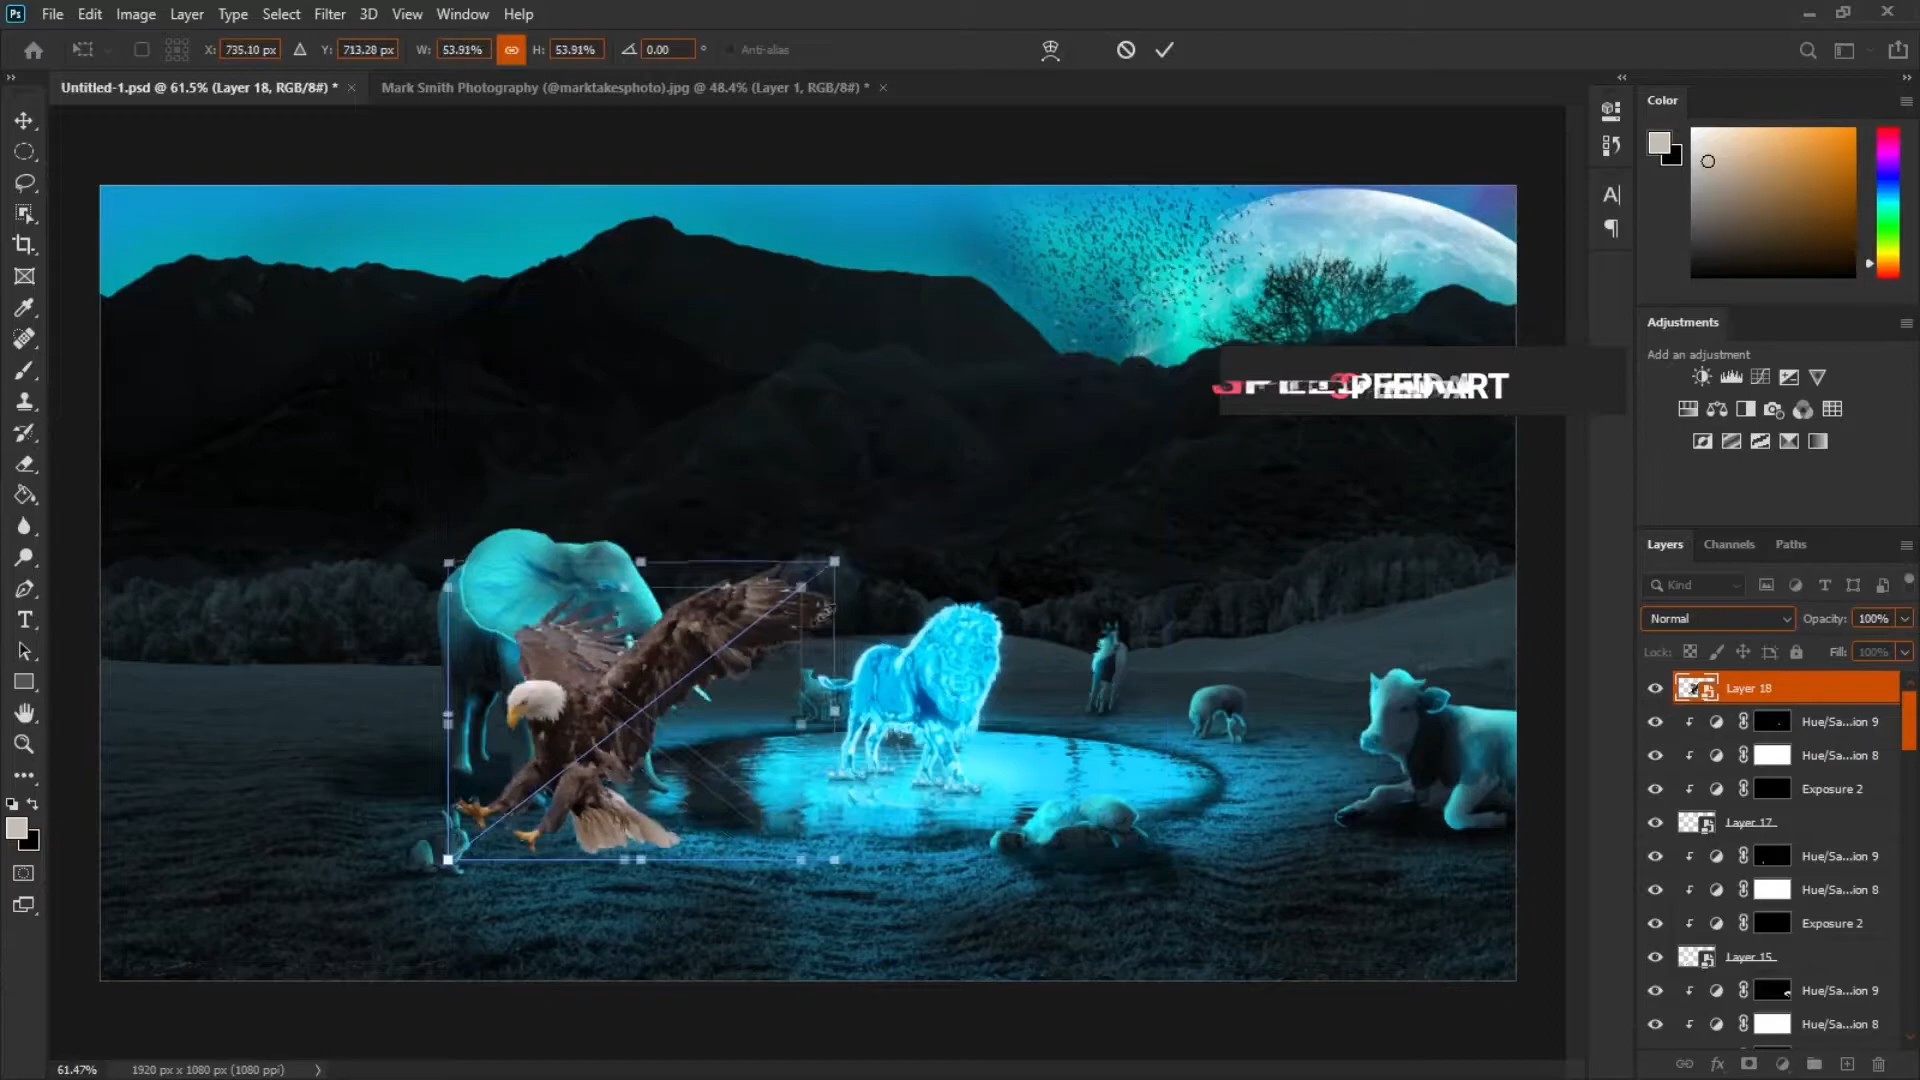 Ps File Edit Image Layer Type Select Filter 3D View Window Help
X: 735.10 px Y: 713.28 px W: 53.91% H: 53.91% 0.00 ° Anti-alias
Untitled-1.psd @ 61.5% (Layer 18, RGB/8#) * × Mark Smith Photography (@marktakesphoto).jpg @ 48.4% (Layer 1, RGB/8#) * ×
Color
Adjustments
Add an adjustment
Layers Channels Paths
Kind
Normal Opacity: 100%
Lock: Fill: 100%
Layer 18
Hue/Sa...ion 9
Hue/Sa...ion 8
Exposure 2
Layer 17
Hue/Sa...ion 9
Hue/Sa...ion 8
Exposure 2
Layer 15
Hue/Sa...ion 9
Hue/Sa...ion 8
61.47% 1920 px x 1080 px (1080 ppi)